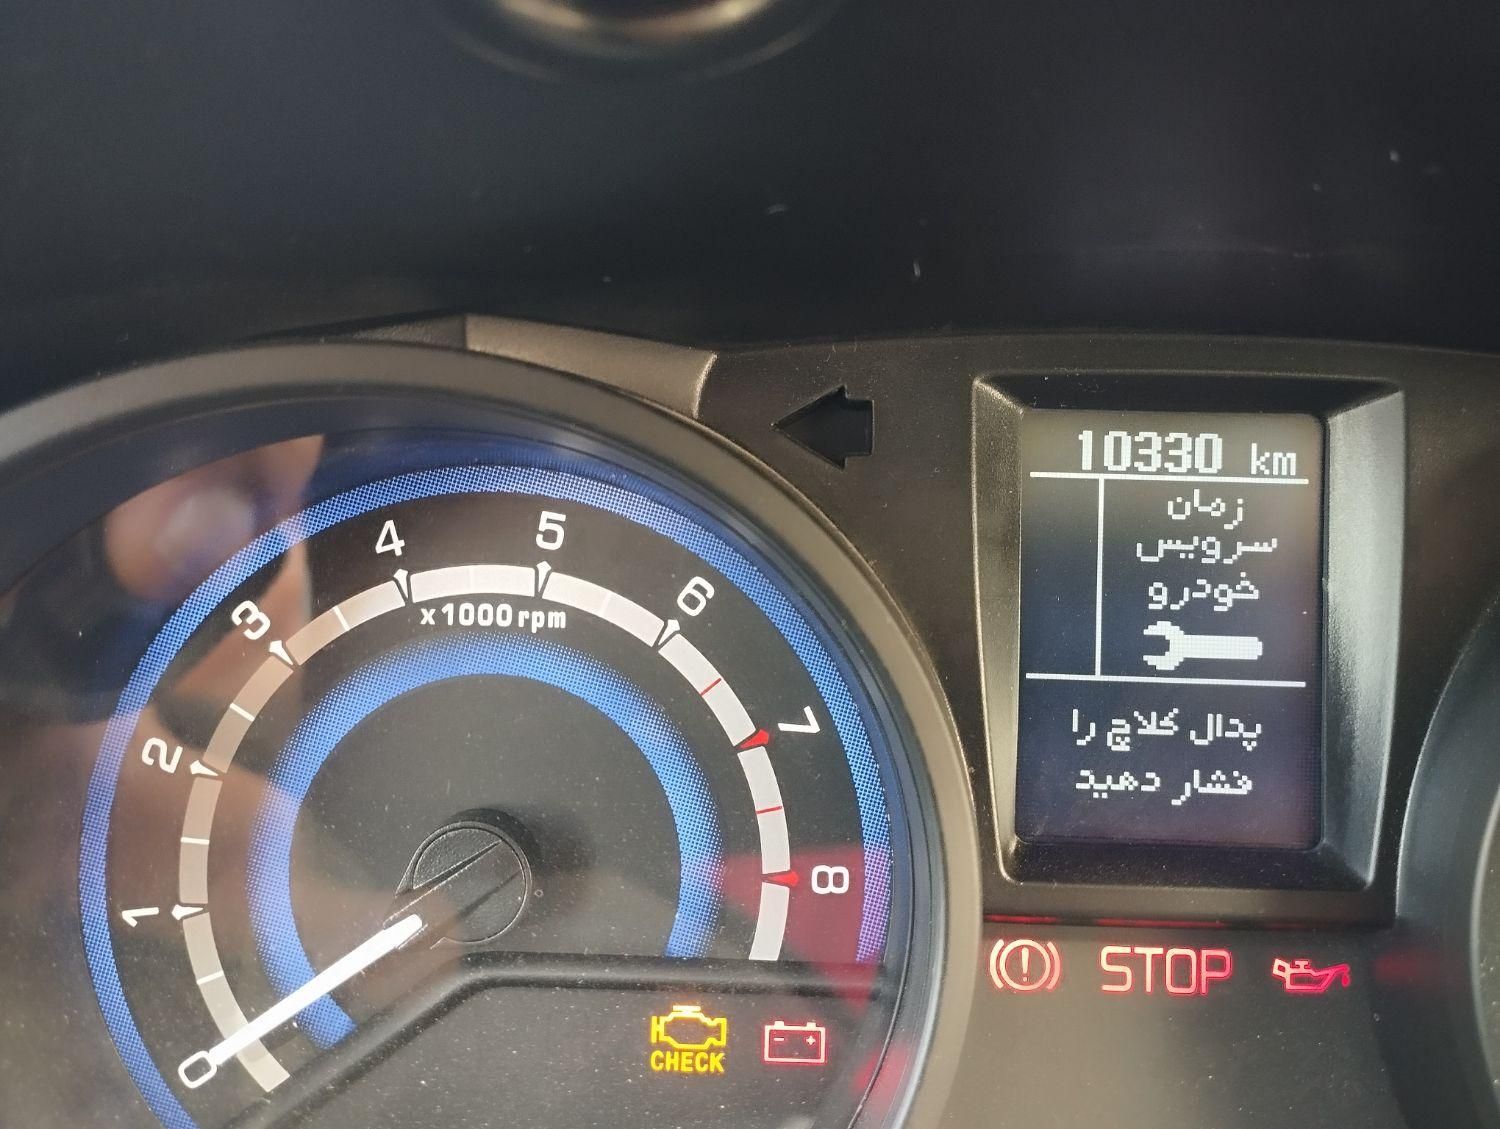 10330 km
زمان
سرویس
خودرو
پدال کلاچ را
فشار دهید
0
1
2
3
4
5
6
7
8
x1000 rpm
CHECK
STOP